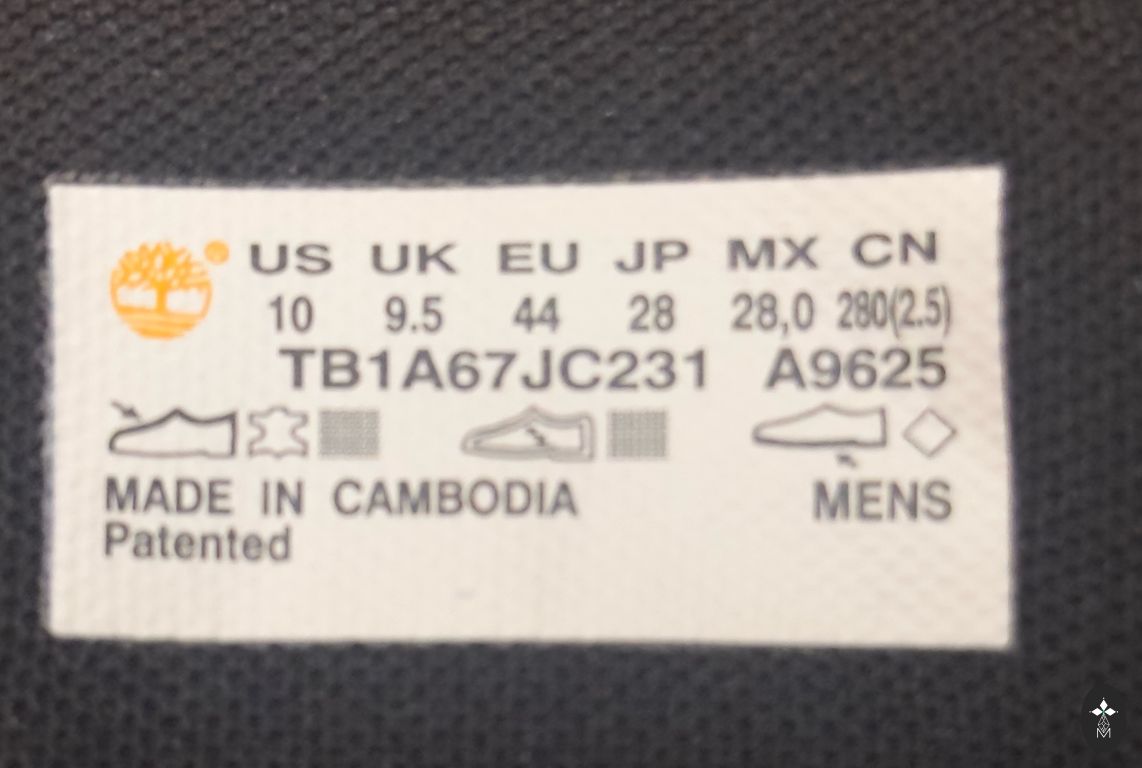 US UK EU JP MX CN
10 9.5 44 28 28,0 280(2.5)
TB1A67JC231 A9625
MADE IN CAMBODIA MENS
Patented
M